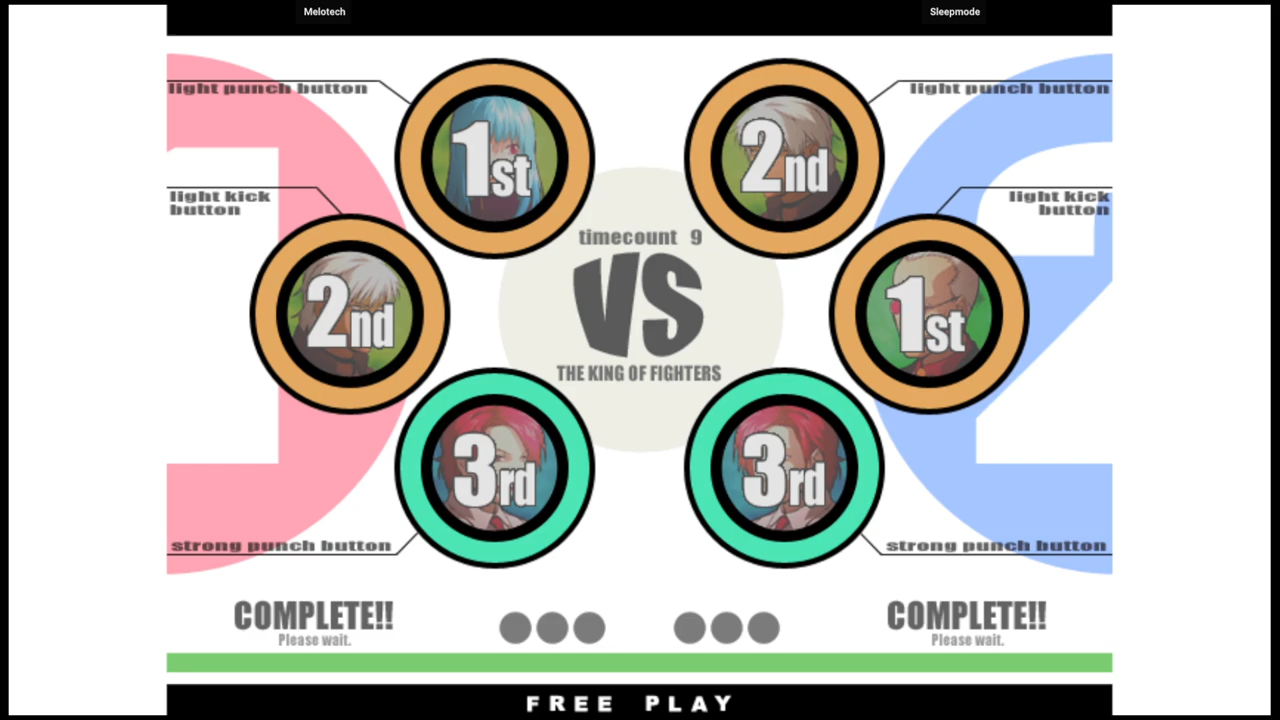 Melotech
Sleepmode
light punch button
light punch button
1st
2nd
light kick
button
light kick
button
timecount 9
VS
THE KING OF FIGHTERS
2nd
1st
3rd
3rd
strong punch button
strong punch button
COMPLETE!!
Please wait.
COMPLETE!!
Please wait.
FREE PLAY